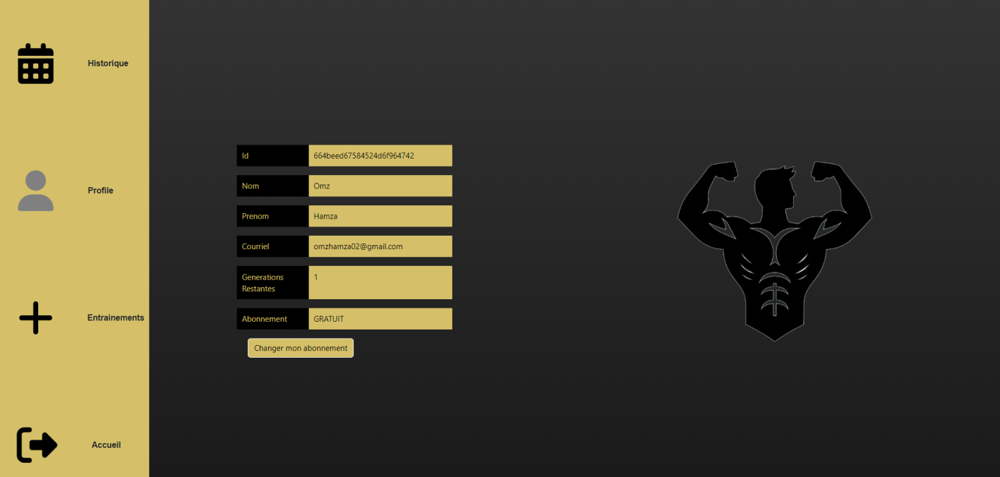 Historique
Profile
Entrainements
Accueil
Id 664beed67584524d6f964742
Nom Omz
Prenom Hamza
Courriel omzhamza02@gmail.com
Generations 1
Restantes
Abonnement GRATUIT
Changer mon abonnement